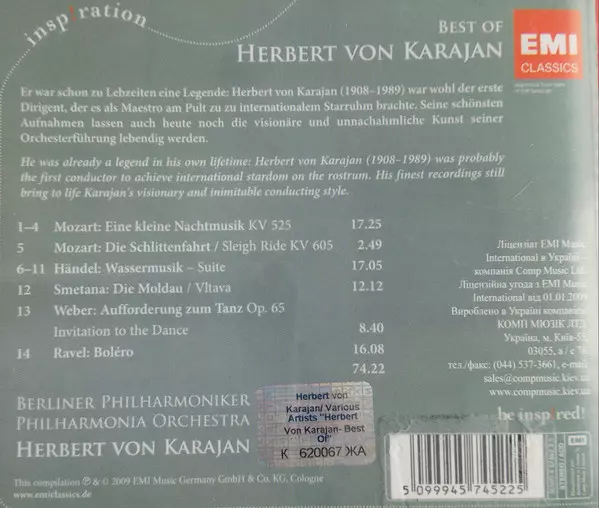 inspiration
BEST OF
HERBERT VON KARAJAN
EMI
CLASSICS
Er war schon zu Lebzeiten eine Legende: Herbert von Karajan (1908–1989) war wohl der erste
Dirigent, der es als Maestro am Pult zu zu internationalem Starruhm brachte. Seine schönsten
Aufnahmen lassen auch heute noch die visionäre und unnachahmliche Kunst seiner
Orchesterführung lebendig werden.
He was already a legend in his own lifetime: Herbert von Karajan (1908–1989) was probably
the first conductor to achieve international stardom on the rostrum. His finest recordings still
bring to life Karajan's visionary and inimitable conducting style.
1–4 Mozart: Eine kleine Nachtmusik KV 525 17.25
5 Mozart: Die Schlittenfahrt / Sleigh Ride KV 605 2.49
6–11 Händel: Wassermusik – Suite 17.05
12 Smetana: Die Moldau / Vltava 12.12
13 Weber: Aufforderung zum Tanz Op. 65
Invitation to the Dance 8.40
14 Ravel: Boléro 16.08
74.22
Ліцензіат EMI Music
International в Україні –
компанія Comp Music Ltd.
Ліцензійна угода з EMI Music
International від 01.01.2009
Вироблено в Україні компанією
КОМП МЮЗІК ЛТД
Україна, м. Київ-55,
03055, а / с
тел./факс: (044) 537-3661, e-mail:
sales@compmusic.kiev.ua
www.compmusic.kiev
be inspired!
BERLINER PHILHARMONIKER
PHILHARMONIA ORCHESTRA
HERBERT VON KARAJAN
Herbert von
Karajan/ Various
Artists "Herbert
Von Karajan- Best
Of"
К 620067 ЖА
This compilation ℗ & © 2009 EMI Music Germany GmbH & Co. KG, Cologne
www.emiclassics.de
5 099945 745225
STEREO
EMI